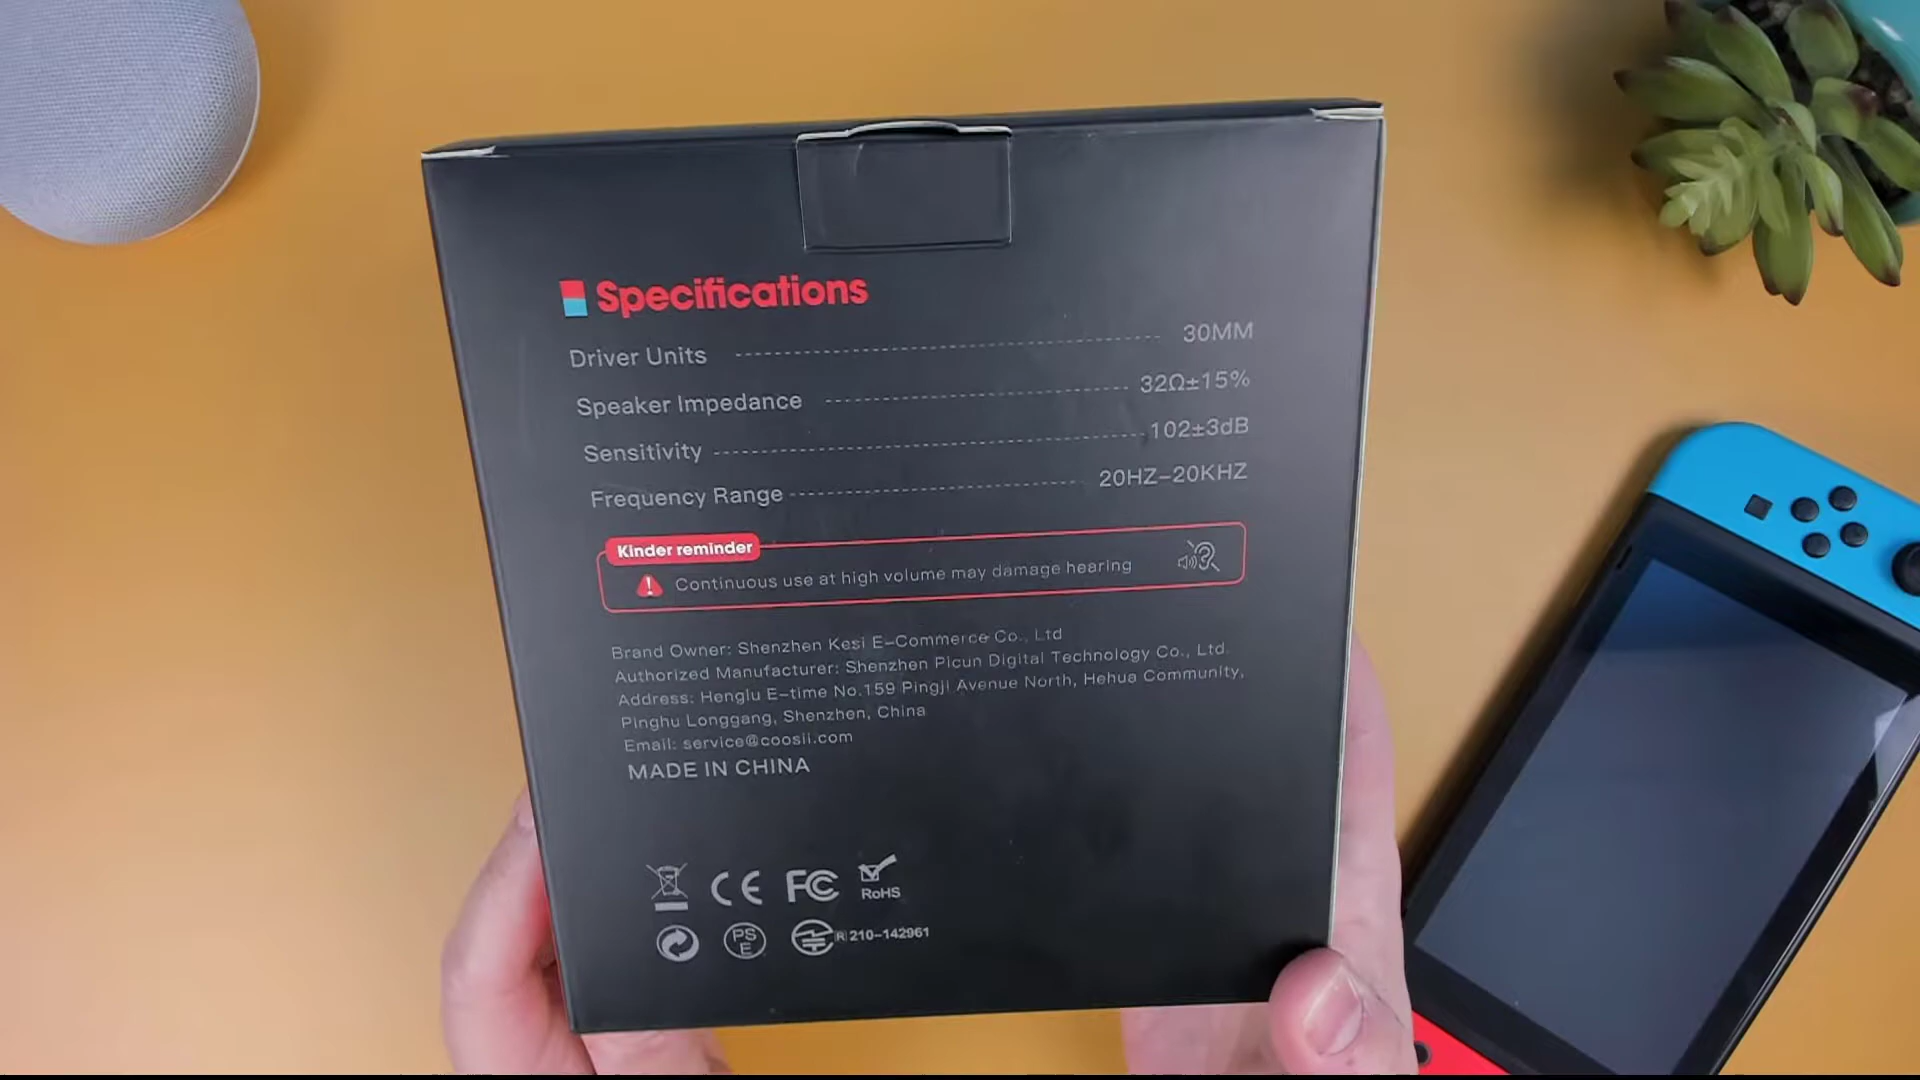 Specifications
Driver Units 30MM
Speaker Impedance 32Ω±15%
Sensitivity 102±3dB
Frequency Range 20HZ-20KHZ
Kinder reminder
Continuous use at high volume may damage hearing
Brand Owner: Shenzhen Kesi E-Commerce Co., Ltd
Authorized Manufacturer: Shenzhen Picun Digital Technology Co., Ltd.
Address: Henglu E-time No.159 Pingji Avenue North, Hehua Community,
Pinghu Longgang, Shenzhen, China
Email: service@coosii.com
MADE IN CHINA
CE FC RoHS
PS E R 210-142961